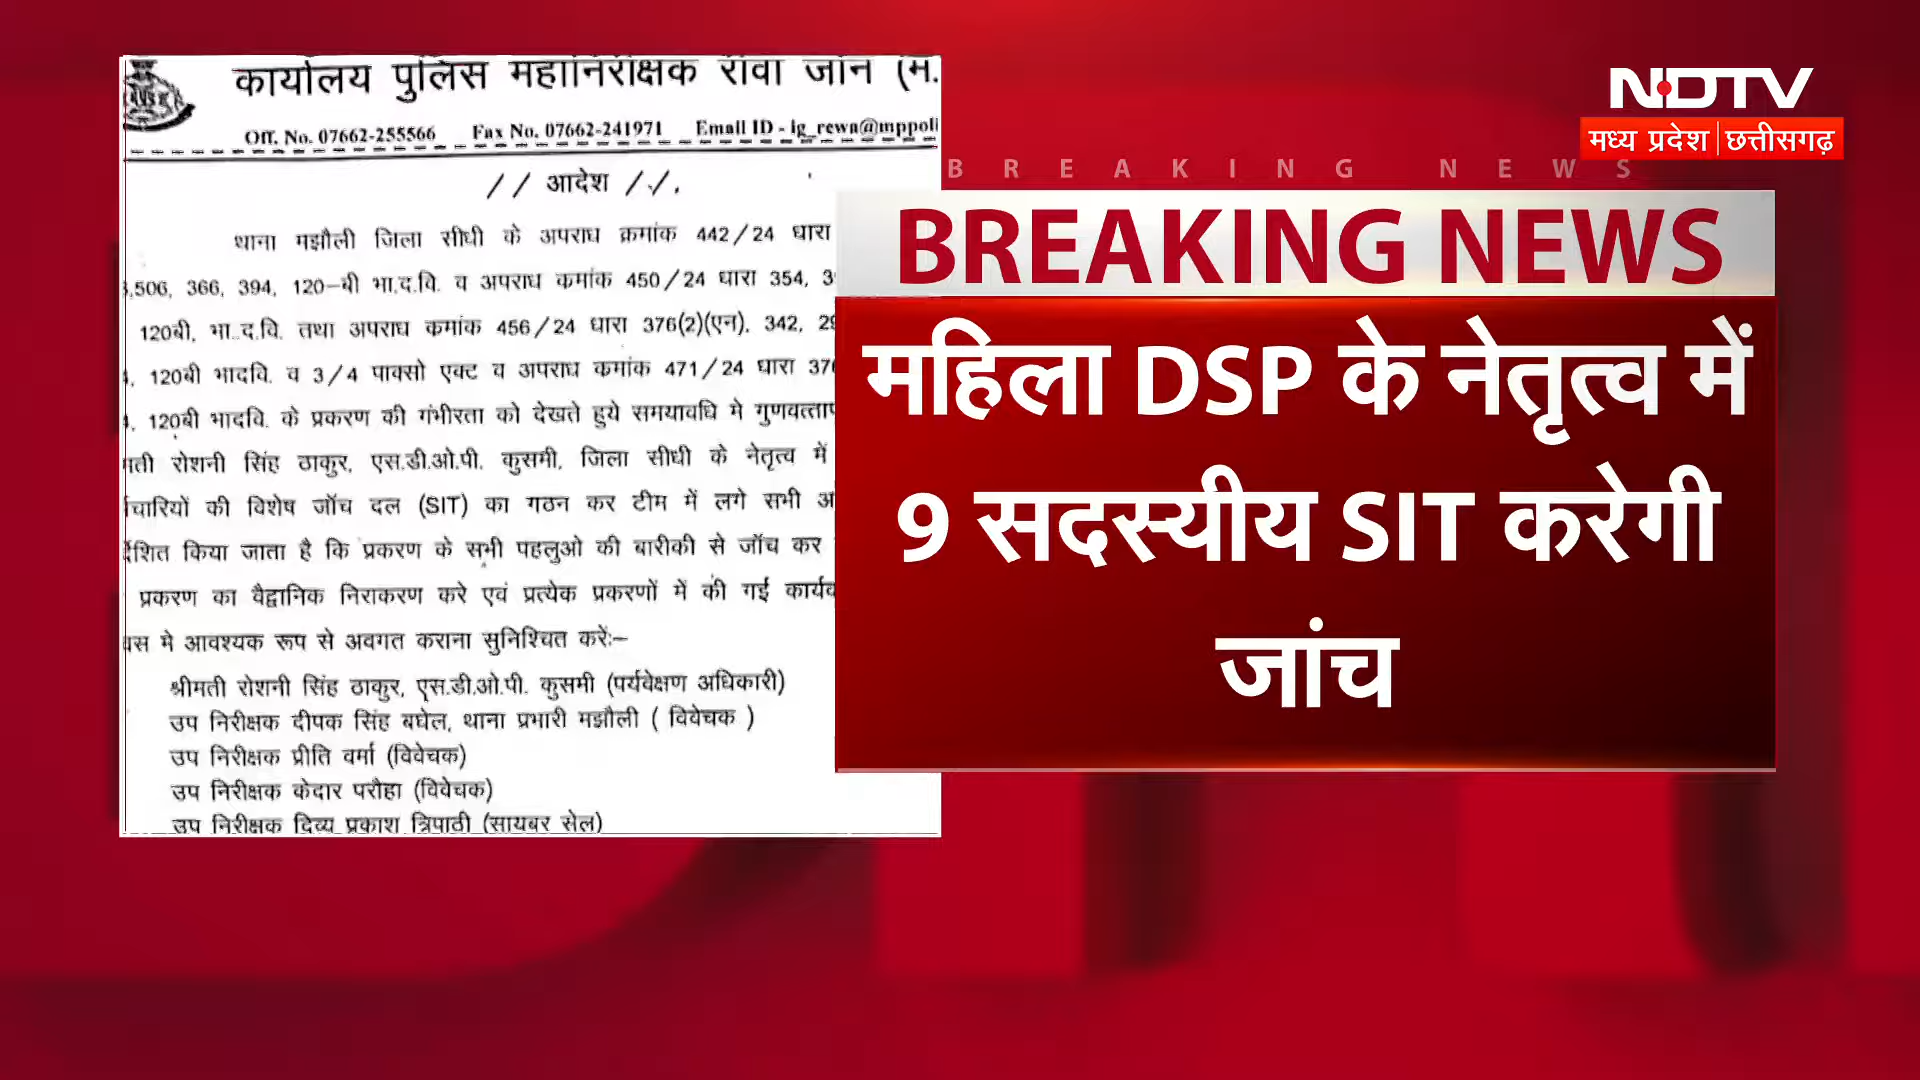 कार्यालय पुलिस महानिरीक्षक रीवा जोन (म.
Off. No. 07662-255566 Fax No. 07662-241971 Email ID - ig_rewa@mppoli
// आदेश //
थाना मझौली जिला सीधी के अपराध क्रमांक 442/24 धारा
,506, 366, 394, 120-बी भा.द.वि. व अपराध कमांक 450/24 धारा 354,
120बी, भा.द.वि. तथा अपराध कमांक 456/24 धारा 376(2)(एन), 342,
120बी भादवि. व 3/4 पाक्सो एक्ट व अपराध कमांक 471/24 धारा
120बी भादवि. के प्रकरण की गंभीरता को देखते हुये समयावधि मे
रोशनी सिंह ठाकुर, एस.डी.ओ.पी. कुसमी, जिला सीधी के नेतृत्व में
की विशेष जॉच दल (SIT) का गठन कर टीम में लगे सभी
किया जाता है कि प्रकरण के सभी पहलुओ की बारीकी से जॉच कर
प्रकरण का वैद्वानिक निराकरण करे एवं प्रत्येक प्रकरणों में की गई
मे आवश्यक रूप से अवगत कराना सुनिश्चित करें:-
श्रीमती रोशनी सिंह ठाकुर, एस.डी.ओ.पी. कुसमी (पर्यवेक्षण अधिकारी)
उप निरीक्षक दीपक सिंह बघेल, थाना प्रभारी मझौली ( विवेचक )
उप निरीक्षक प्रीति वर्मा (विवेचक)
उप निरीक्षक केदार परौहा (विवेचक)
उप निरीक्षक दिव्य प्रकाश त्रिपाठी (सायबर सेल)
NDTV
मध्य प्रदेश|छत्तीसगढ़
BREAKING NEWS
BREAKING NEWS
महिला DSP के नेतृत्व में
9 सदस्यीय SIT करेगी
जांच